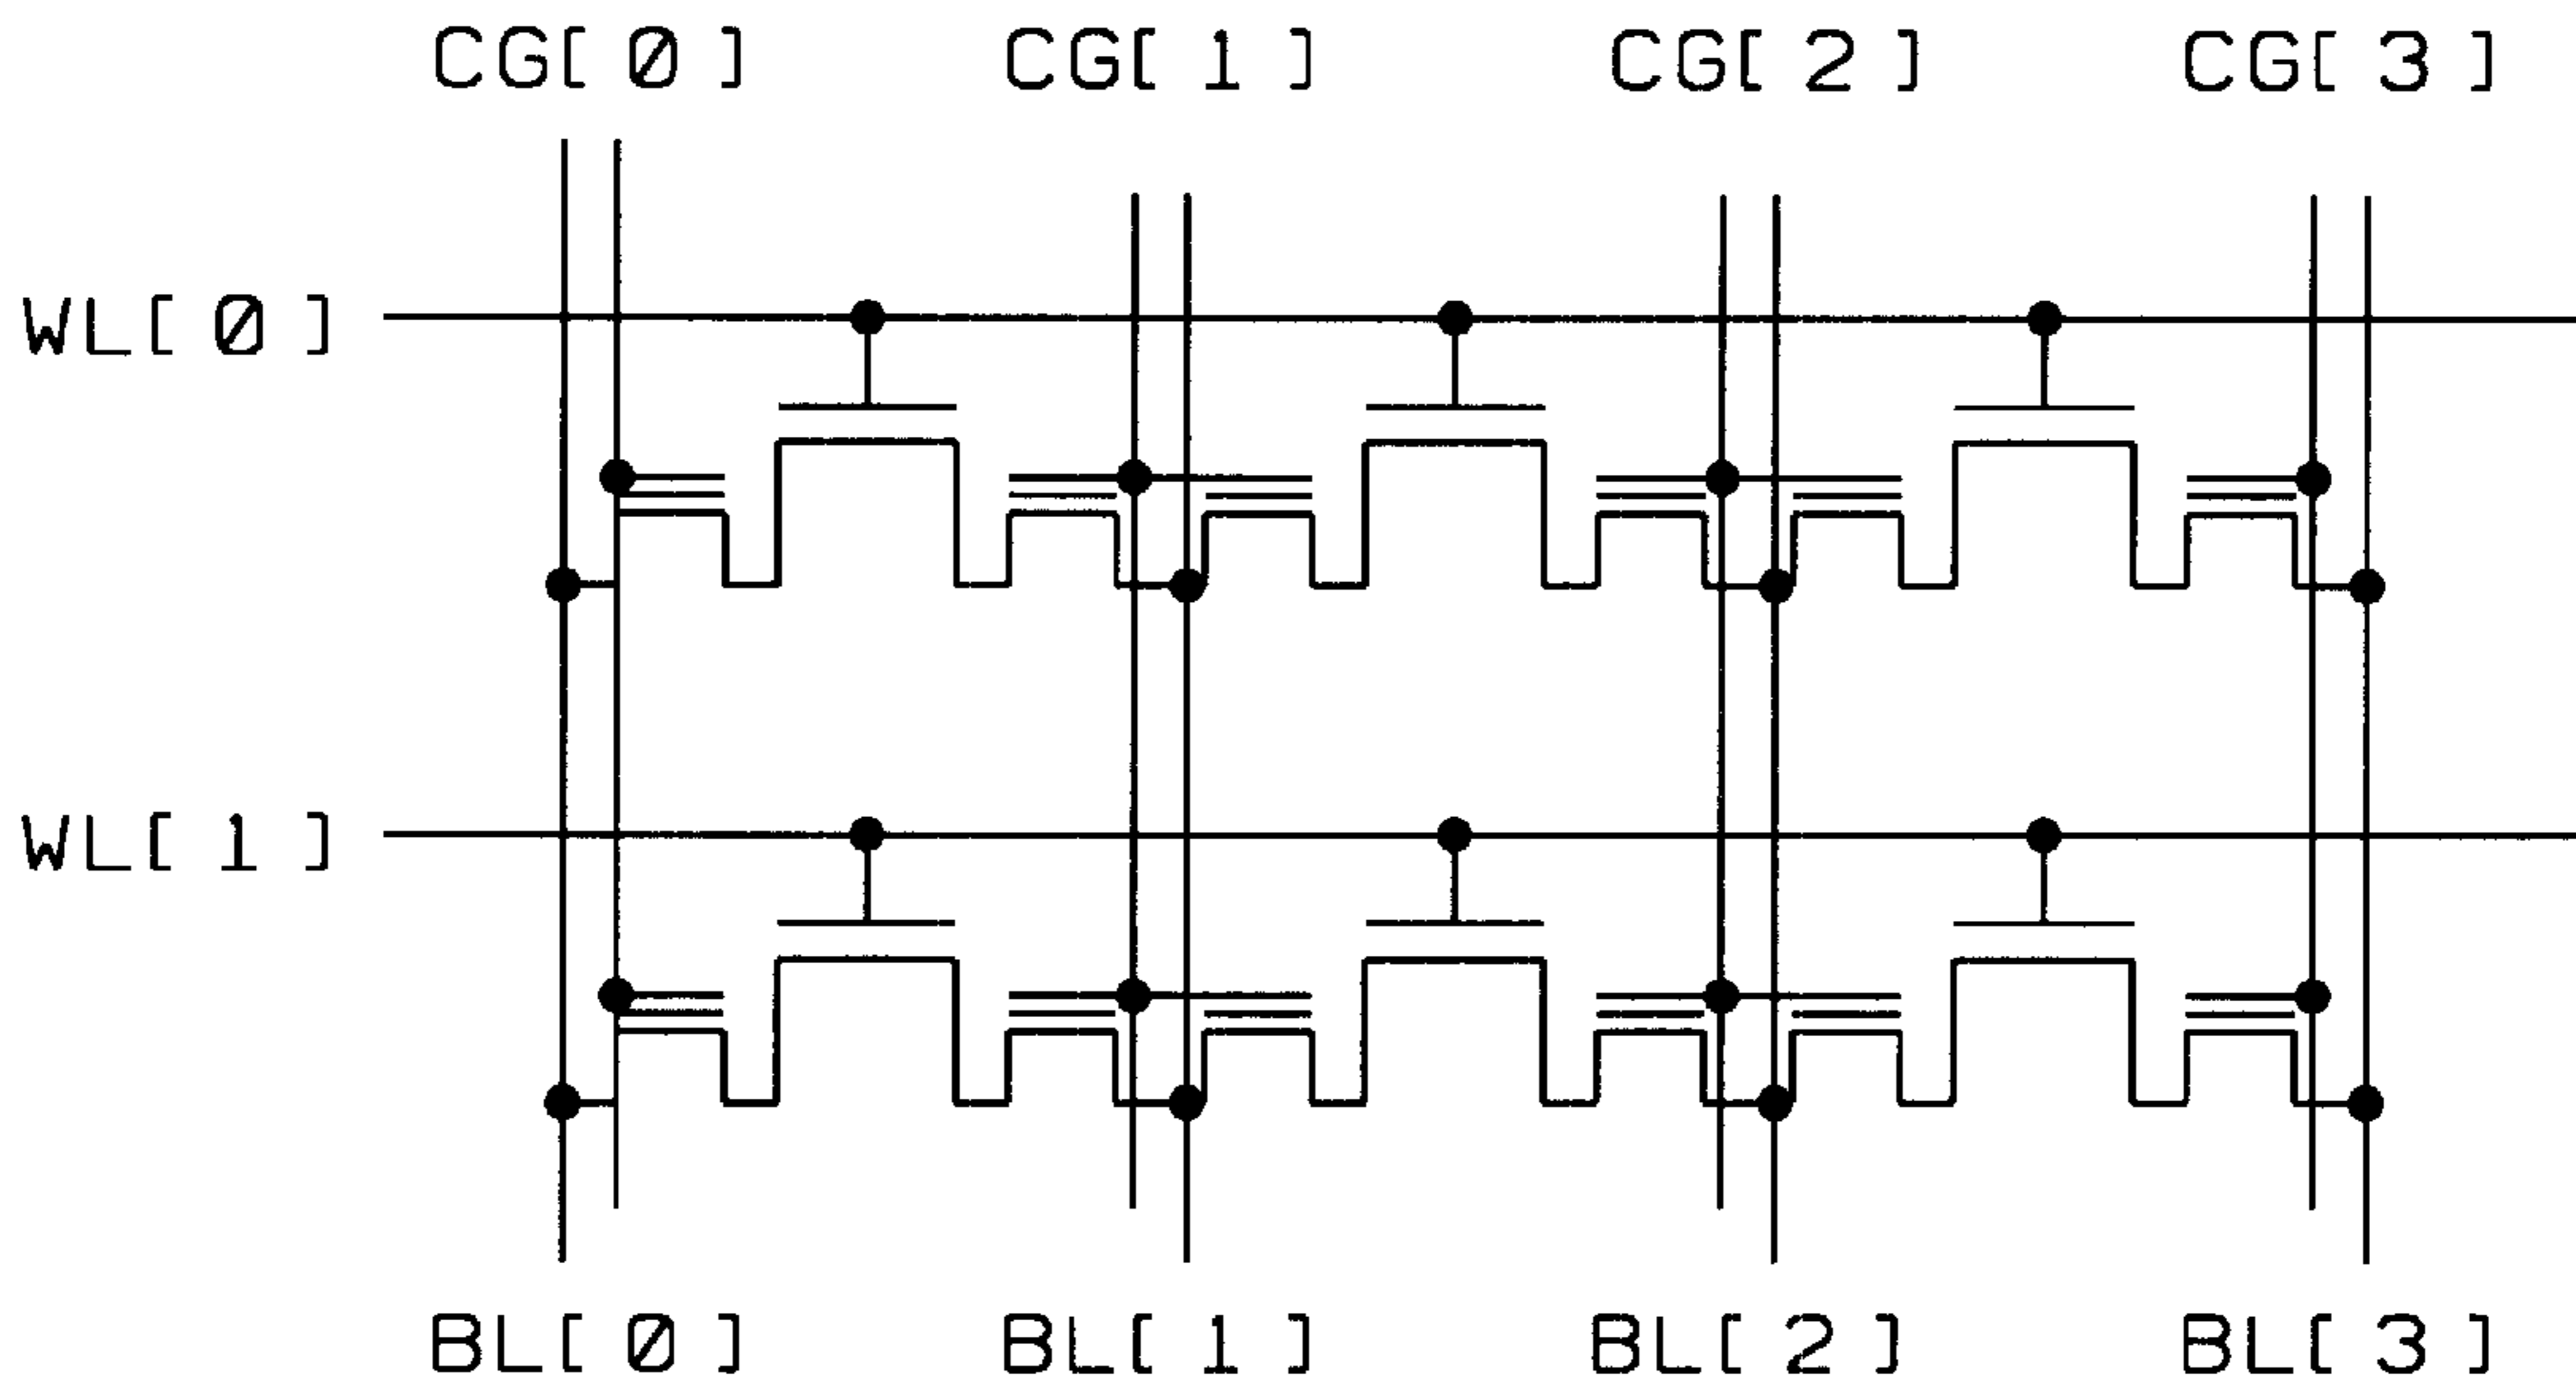 CG[ 0 ] CG[ 1 ] CG[ 2 ] CG[ 3 ]
WL[ 0 ]
WL[ 1 ]
BL[ 0 ] BL[ 1 ] BL[ 2 ] BL[ 3 ]